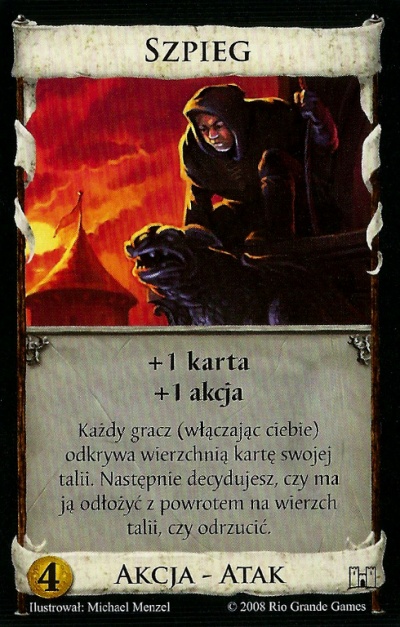 Szpieg
+1 karta
+1 akcja
Każdy gracz (włączając ciebie)
odkrywa wierzchnią kartę swojej
talii. Następnie decydujesz, czy ma
ją odłożyć z powrotem na wierzch
talii, czy odrzucić.
4 Akcja - Atak
Ilustrował: Michael Menzel © 2008 Rio Grande Games